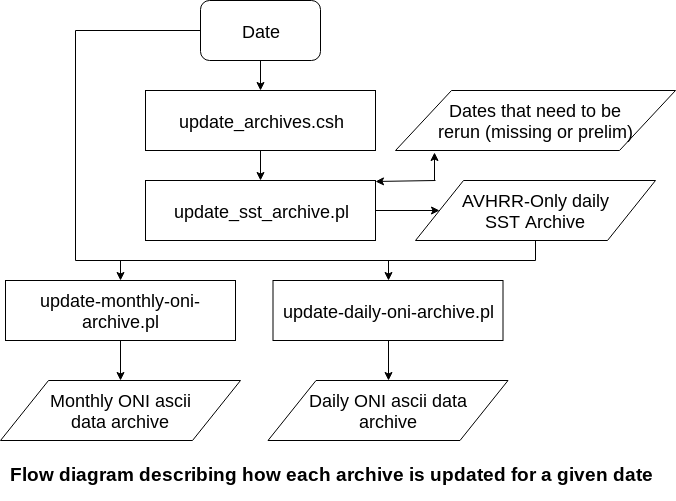 Date
update_archives.csh
Dates that need to be
rerun (missing or prelim)
update_sst_archive.pl
AVHRR-Only daily
SST Archive
update-monthly-oni-
archive.pl
update-daily-oni-archive.pl
Monthly ONI ascii
data archive
Daily ONI ascii data
archive
Flow diagram describing how each archive is updated for a given date